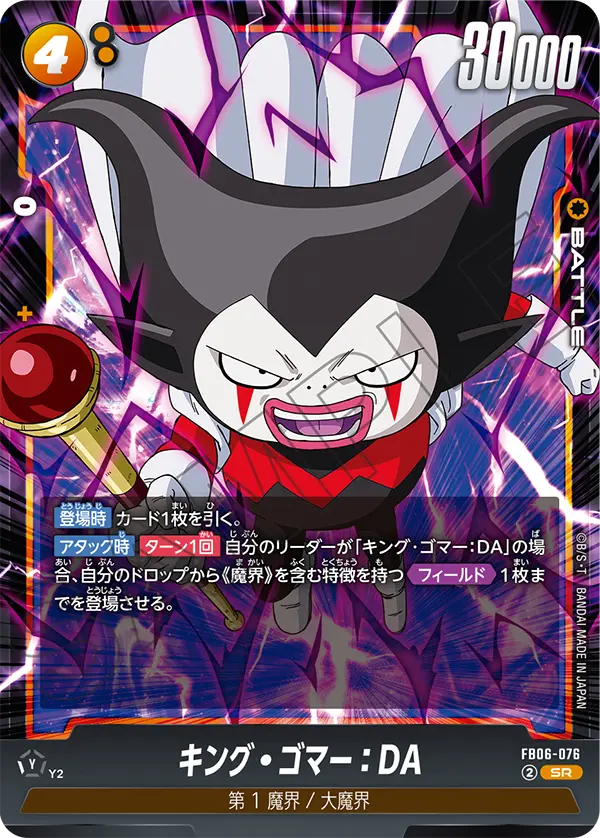 4
30000
0
+
BATTLE
登場時 カード1枚を引く。
アタック時 ターン1回 自分のリーダーが「キング・ゴマー:DA」の場
合、自分のドロップから《魔界》を含む特徴を持つ フィールド 1枚ま
でを登場させる。
©B/S・T BANDAI MADE IN JAPAN
SAMPLE
キング・ゴマー:DA
FB06-076
Y Y2
② SR
第1魔界 / 大魔界